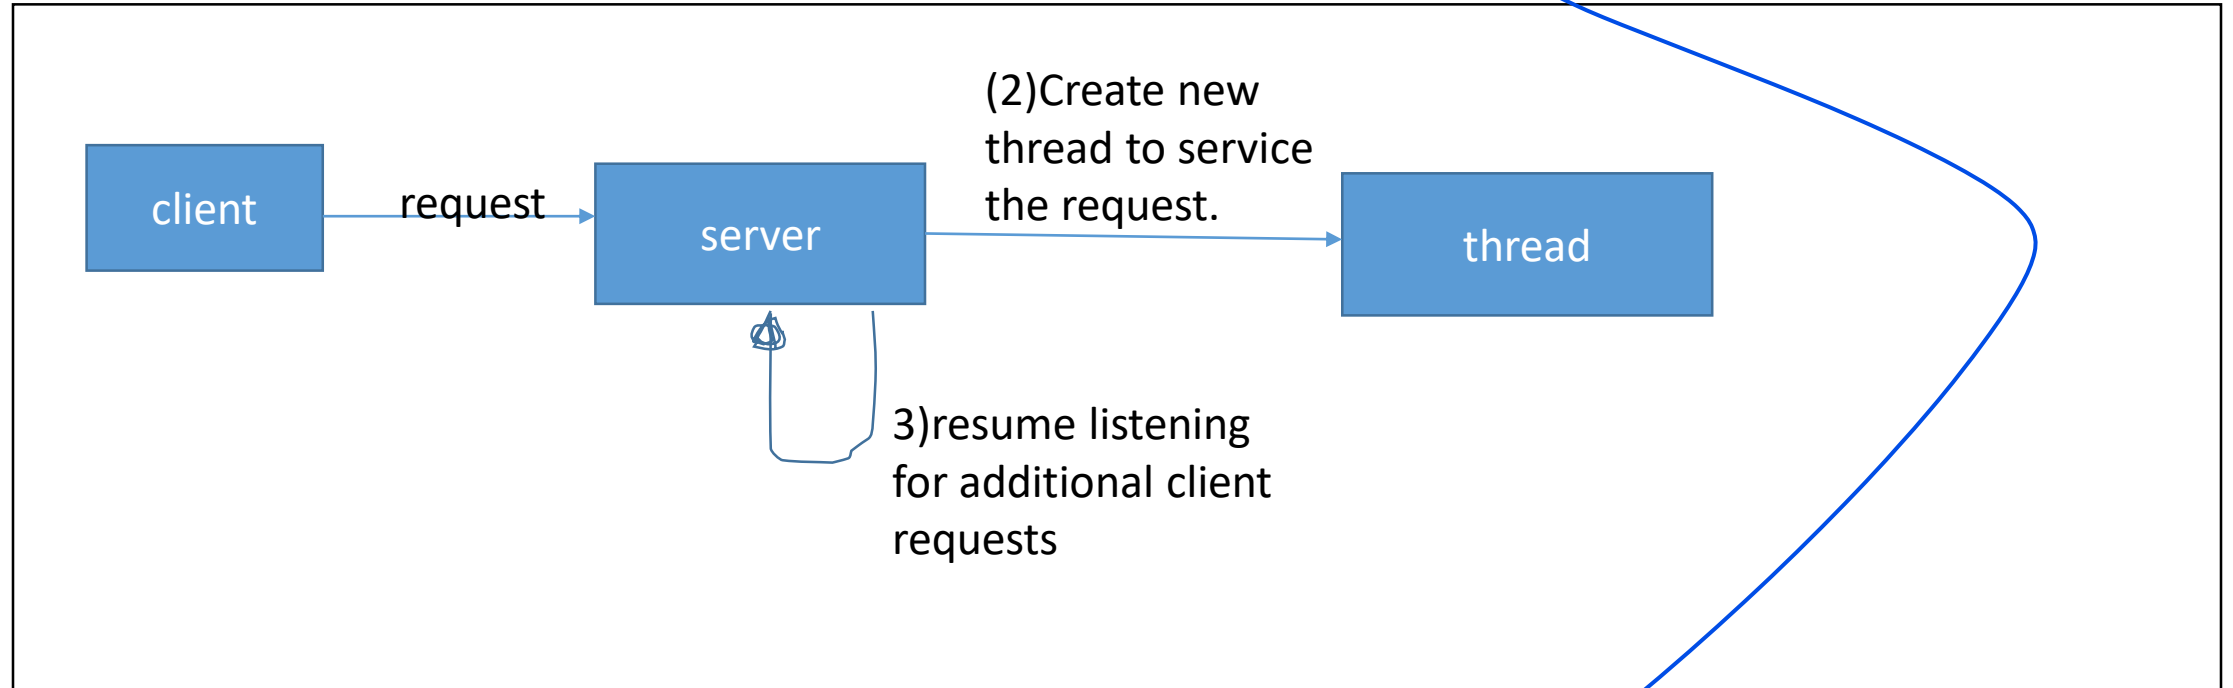 client
request
server
(2)Create new
thread to service
the request.
thread
3)resume listening
for additional client
requests